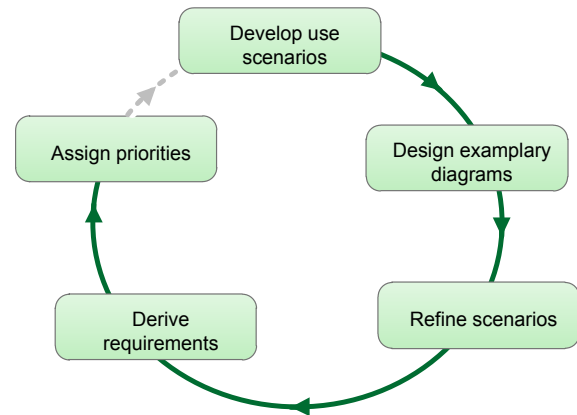 Develop use
scenarios
Design examplary
diagrams
Refine scenarios
Derive
requirements
Assign priorities